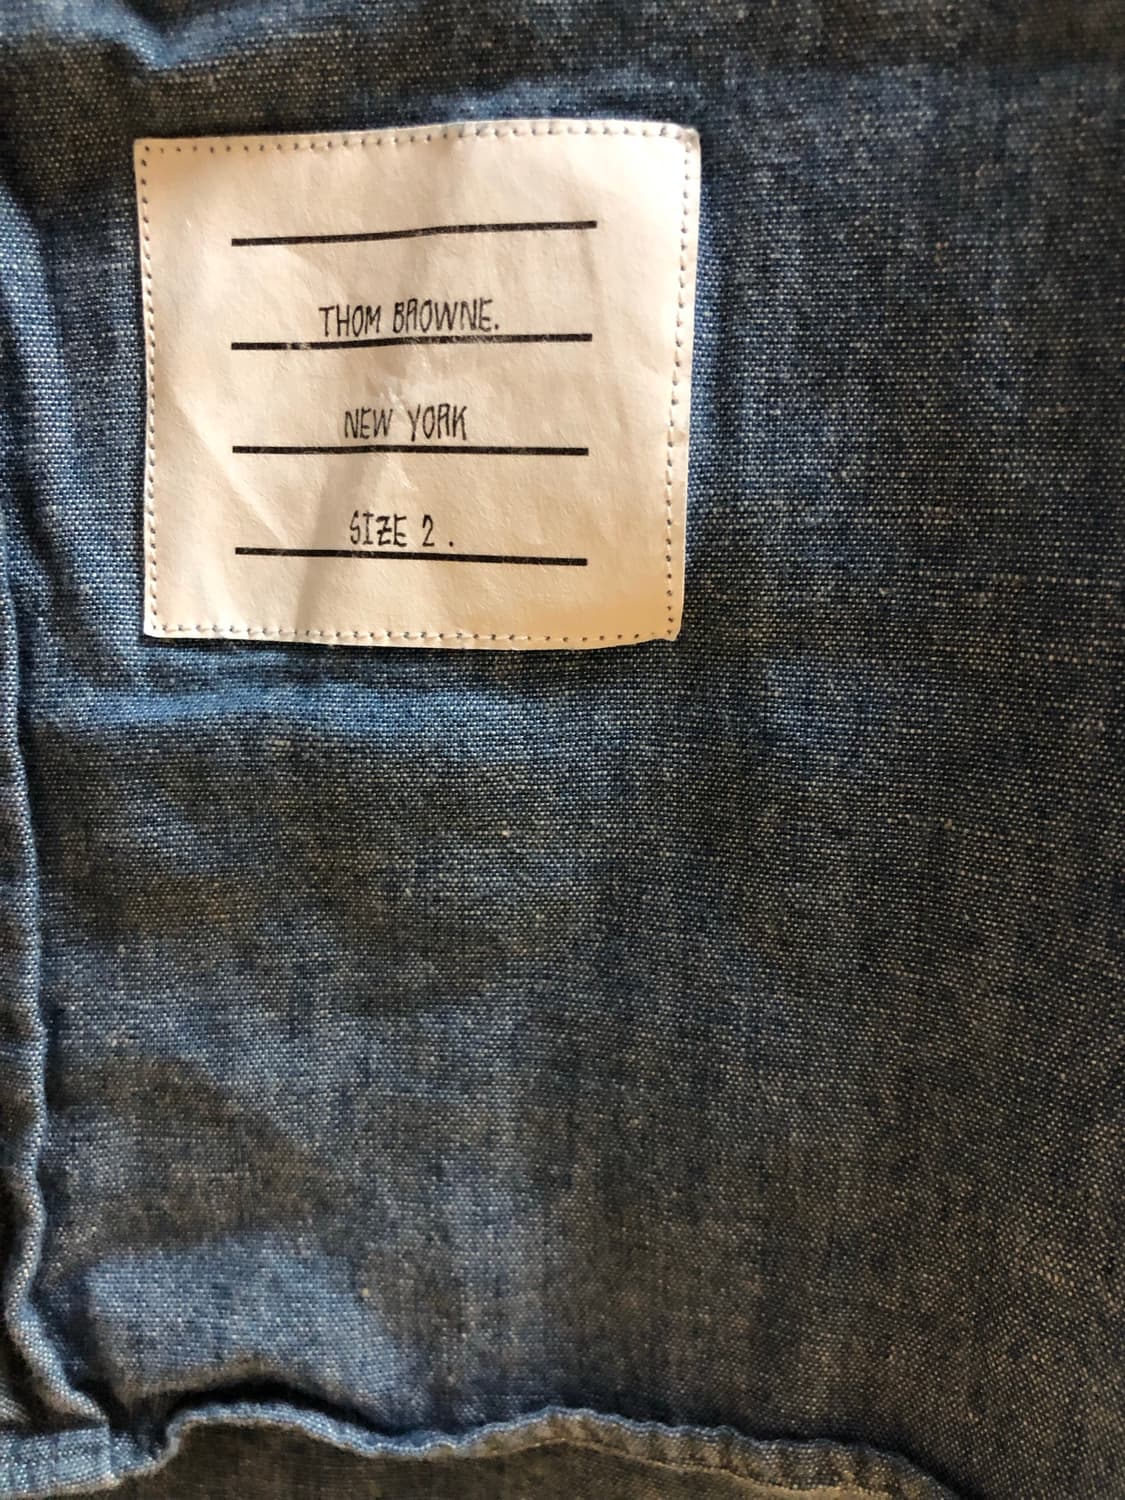 THOM BROWNE.
NEW YORK
SIZE 2.